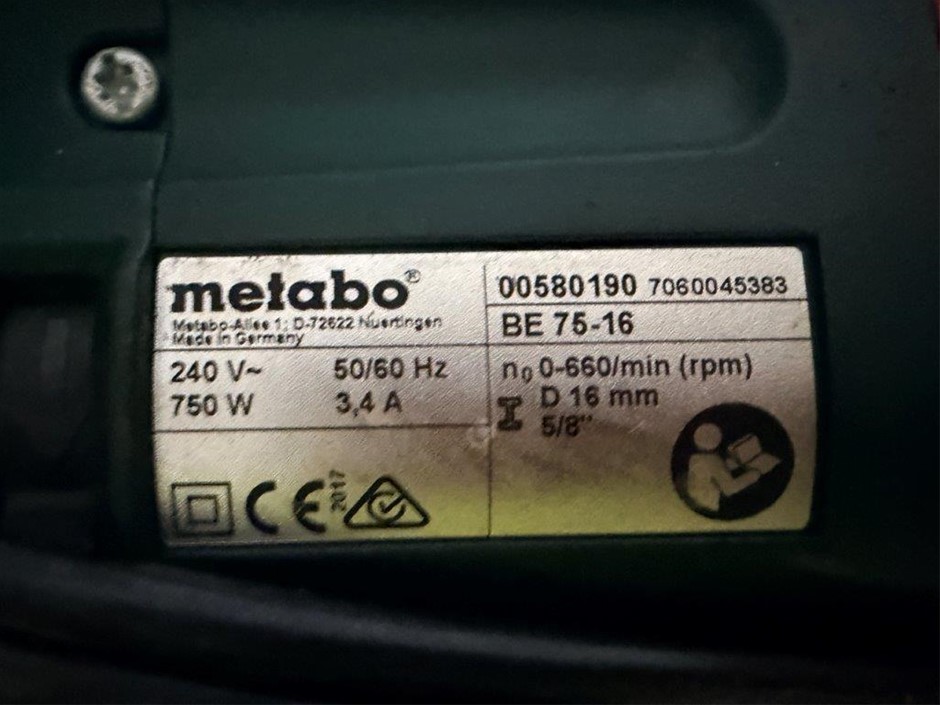 metabo®
Metabo-Allee 1; D-72622 Nuertingen
Made in Germany
240 V~ 50/60 Hz
750 W 3,4 A
CE 2017
00580190 7060045383
BE 75-16
n₀ 0-660/min (rpm)
D 16 mm
5/8"